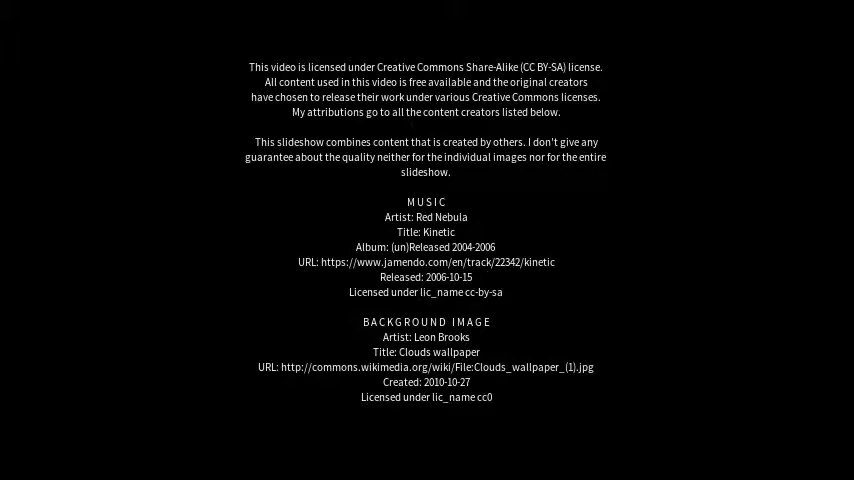 This video is licensed under Creative Commons Share-Alike (CC BY-SA) license.
All content used in this video is free available and the original creators
have chosen to release their work under various Creative Commons licenses.
My attributions go to all the content creators listed below.
This slideshow combines content that is created by others. I don't give any
guarantee about the quality neither for the individual images nor for the entire
slideshow.
M U S I C
Artist: Red Nebula
Title: Kinetic
Album: (un)Released 2004-2006
URL: https://www.jamendo.com/en/track/22342/kinetic
Released: 2006-10-15
Licensed under lic_name cc-by-sa
B A C K G R O U N D   I M A G E
Artist: Leon Brooks
Title: Clouds wallpaper
URL: http://commons.wikimedia.org/wiki/File:Clouds_wallpaper_(1).jpg
Created: 2010-10-27
Licensed under lic_name cc0